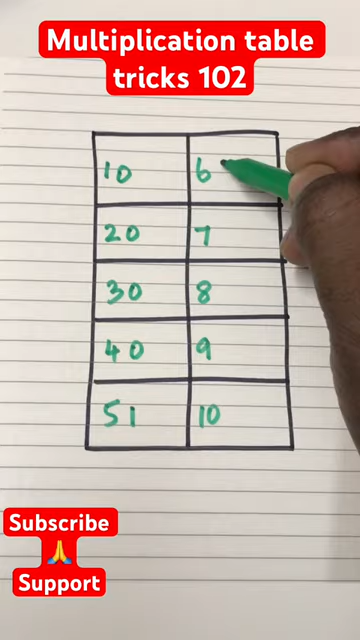 Multiplication table
tricks 102
10 6
20 7
30 8
40 9
51 10
Subscribe
🙏
Support